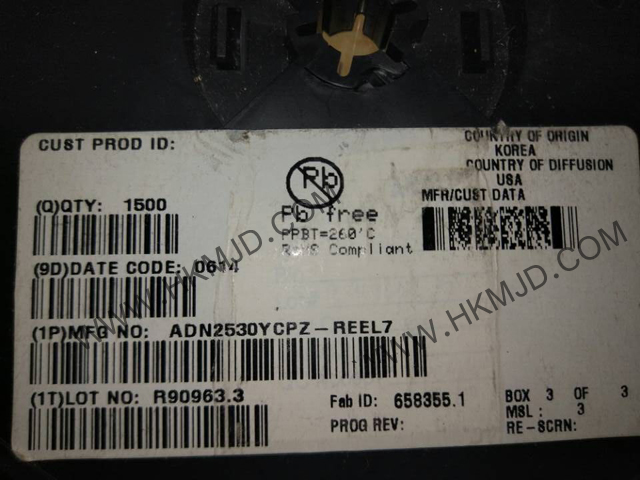 CUST PROD ID:
COUNTRY OF ORIGIN
KOREA
COUNTRY OF DIFFUSION
USA
MFR/CUST DATA
Pb
Pb free
PPBT=260'C
RoHS Compliant
(Q)QTY: 1500
(9D)DATE CODE:
(1P)MFG NO: ADN2530YCPZ-REEL7
(1T)LOT NO: R90963.3
Fab ID: 658355.1
PROG REV:
BOX 3 OF 3
MSL : 3
RE-SCRN:
WWW.HKMJD.COM
WWW.HKMJD.COM